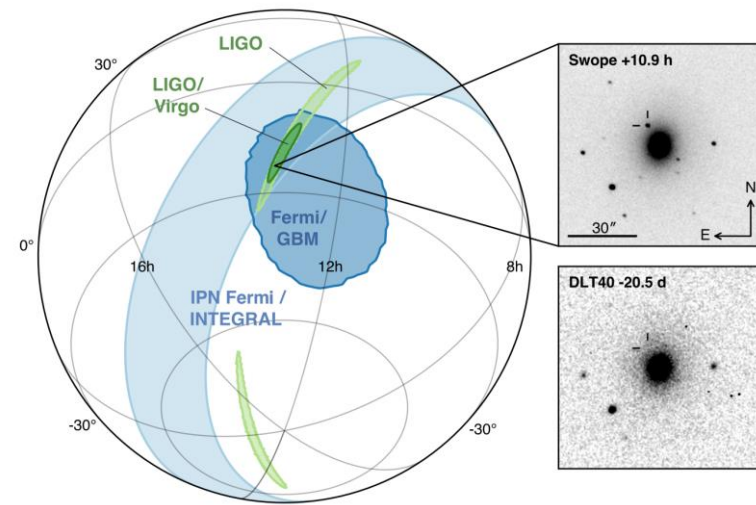 LIGO
LIGO/
Virgo
30°
Fermi/
GBM
0°
16h
12h
8h
IPN Fermi /
INTEGRAL
-30°
-30°
Swope +10.9 h
N
30″
E
DLT40 -20.5 d